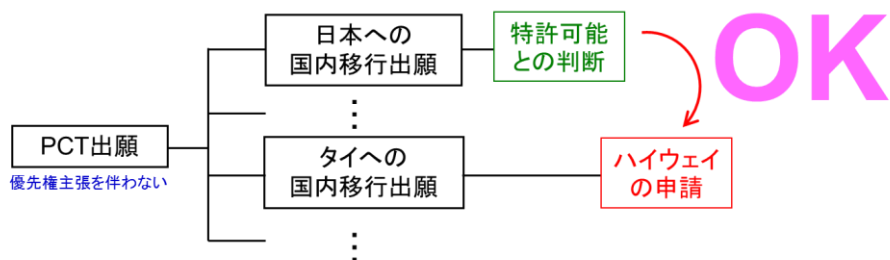 日本への
国内移行出願
特許可能
との判断
OK
PCT出願
優先権主張を伴わない
タイへの
国内移行出願
ハイウェイ
の申請